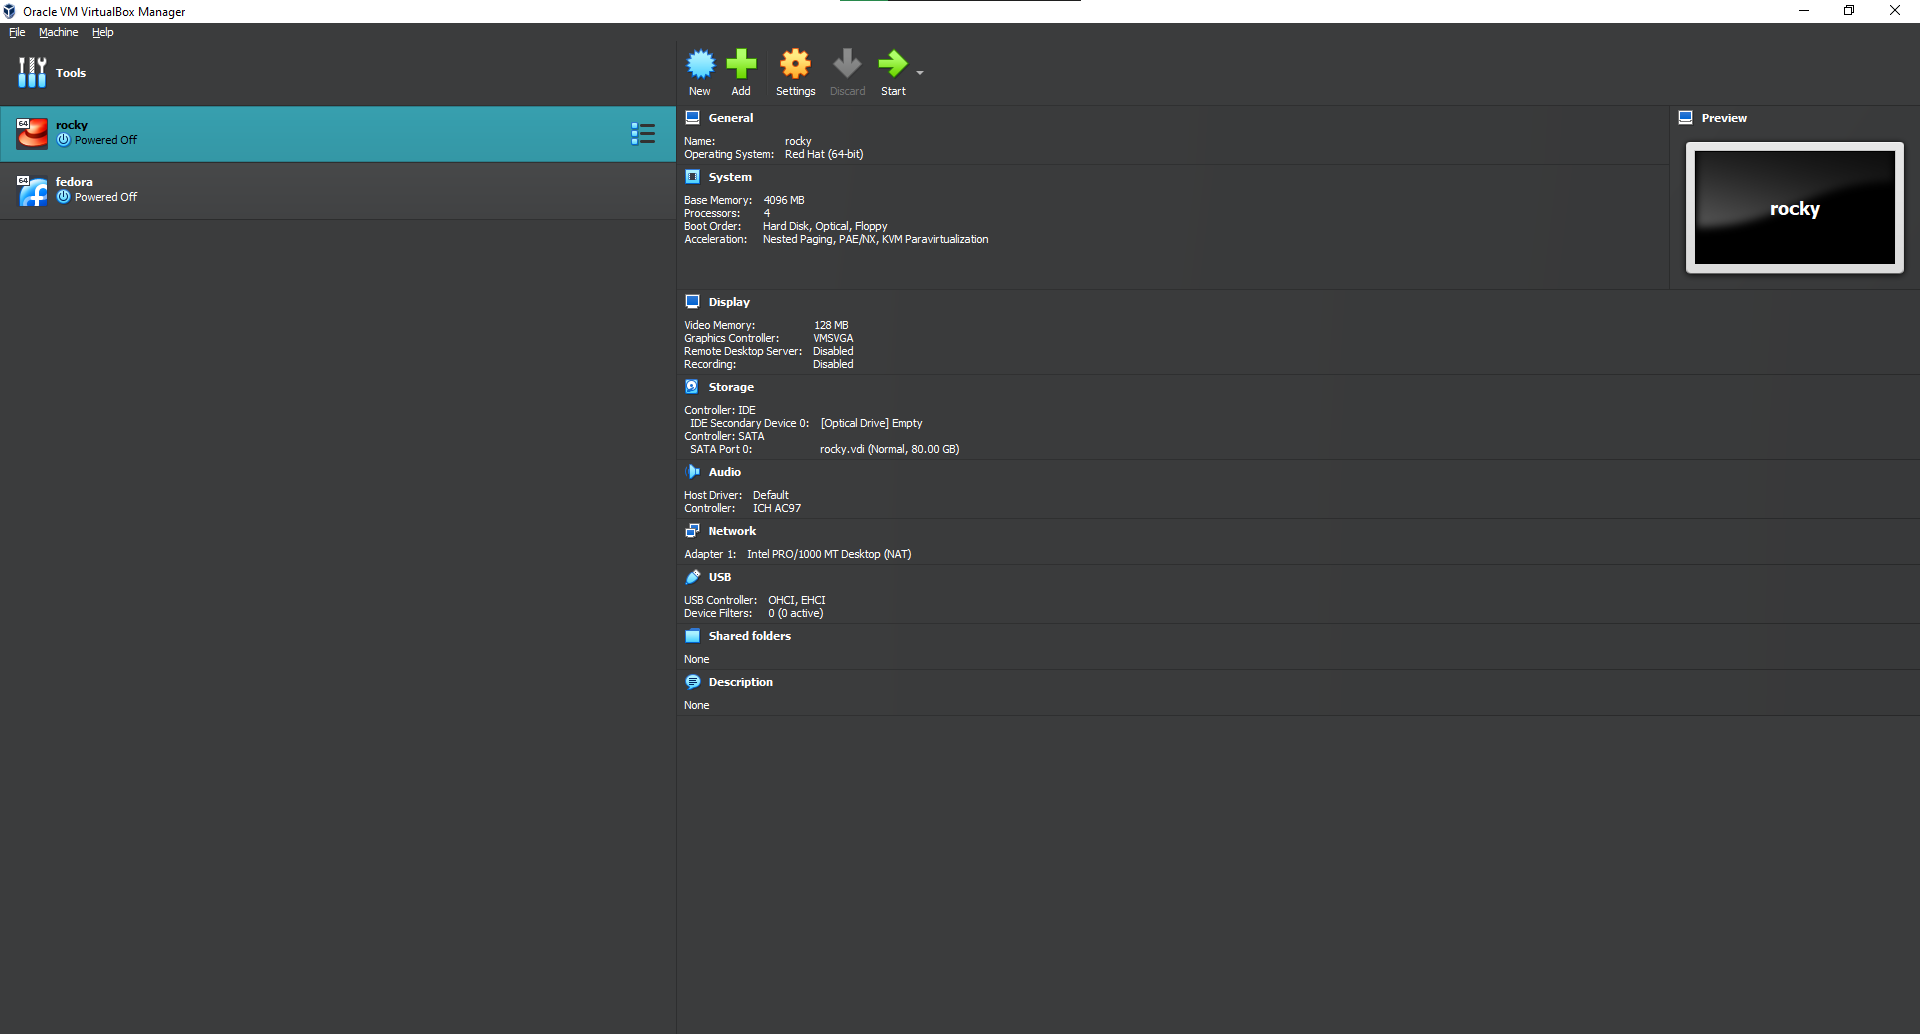 Oracle VM VirtualBox Manager
File Machine Help
Tools
New Add Settings Discard Start
64 rocky
Powered Off
64 fedora
Powered Off
General
Name: rocky
Operating System: Red Hat (64-bit)
System
Base Memory: 4096 MB
Processors: 4
Boot Order: Hard Disk, Optical, Floppy
Acceleration: Nested Paging, PAE/NX, KVM Paravirtualization
Preview
rocky
Display
Video Memory: 128 MB
Graphics Controller: VMSVGA
Remote Desktop Server: Disabled
Recording: Disabled
Storage
Controller: IDE
IDE Secondary Device 0: [Optical Drive] Empty
Controller: SATA
SATA Port 0: rocky.vdi (Normal, 80.00 GB)
Audio
Host Driver: Default
Controller: ICH AC97
Network
Adapter 1: Intel PRO/1000 MT Desktop (NAT)
USB
USB Controller: OHCI, EHCI
Device Filters: 0 (0 active)
Shared folders
None
Description
None